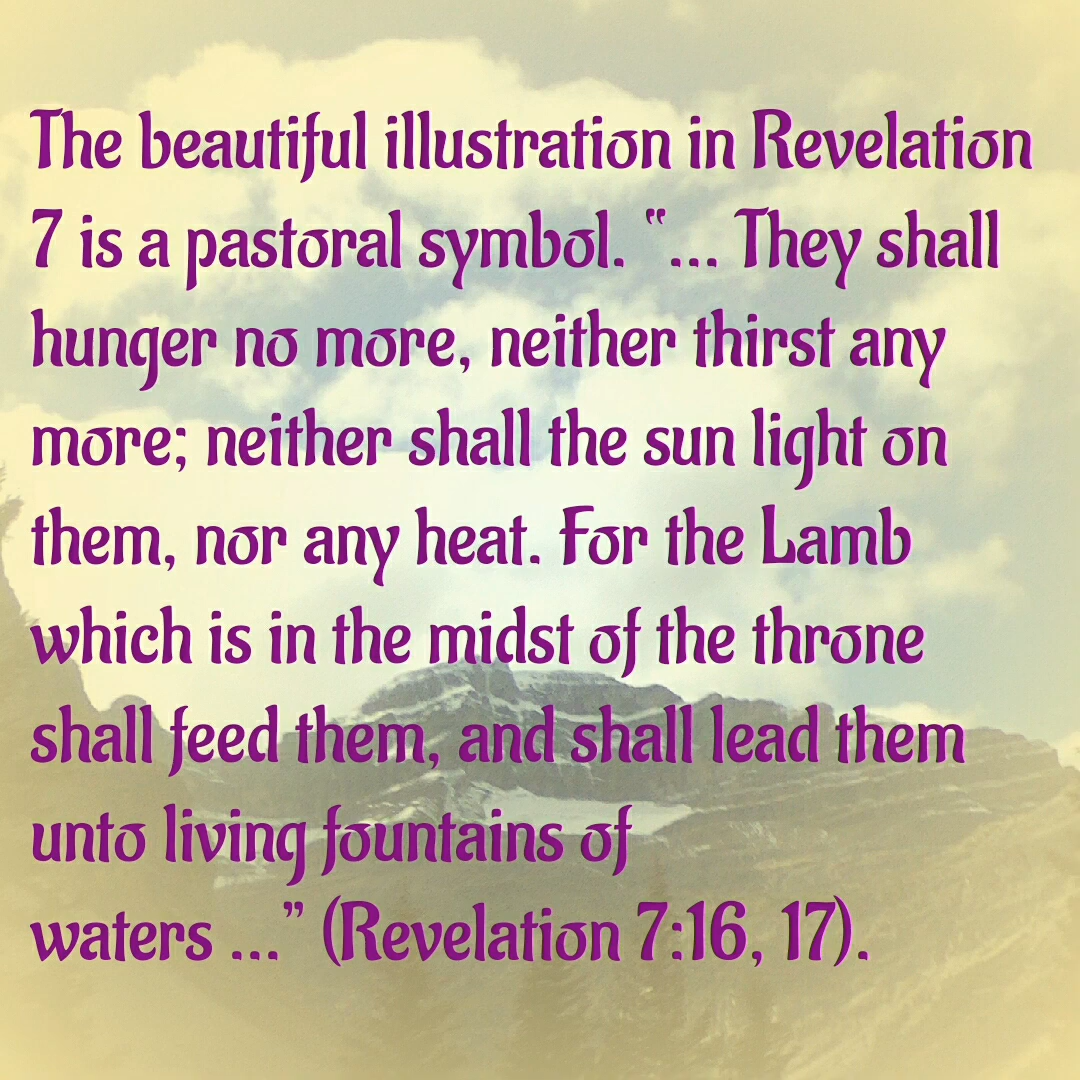 The beautiful illustration in Revelation
7 is a pastoral symbol. “... They shall
hunger no more, neither thirst any
more; neither shall the sun light on
them, nor any heat. For the Lamb
which is in the midst of the throne
shall feed them, and shall lead them
unto living fountains of
waters ...” (Revelation 7:16, 17).